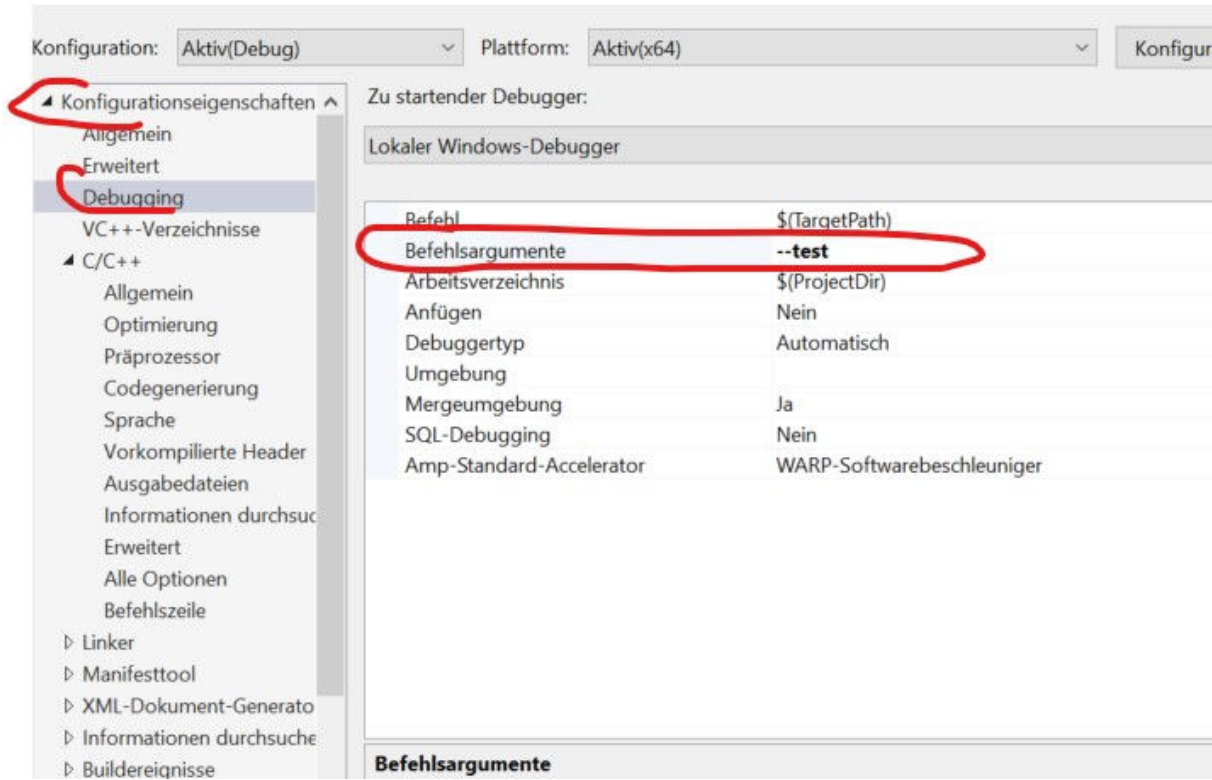 Konfiguration: Aktiv(Debug) Plattform: Aktiv(x64) Konfigur
Konfigurationseigenschaften
Allgemein
Erweitert
Debugging
VC++-Verzeichnisse
C/C++
Allgemein
Optimierung
Präprozessor
Codegenerierung
Sprache
Vorkompilierte Header
Ausgabedateien
Informationen durchsuc
Erweitert
Alle Optionen
Befehlszeile
Linker
Manifesttool
XML-Dokument-Generato
Informationen durchsuche
Buildereignisse
Zu startender Debugger:
Lokaler Windows-Debugger
Befehl $(TargetPath)
Befehlsargumente --test
Arbeitsverzeichnis $(ProjectDir)
Anfügen Nein
Debuggertyp Automatisch
Umgebung
Mergeumgebung Ja
SQL-Debugging Nein
Amp-Standard-Accelerator WARP-Softwarebeschleuniger
Befehlsargumente